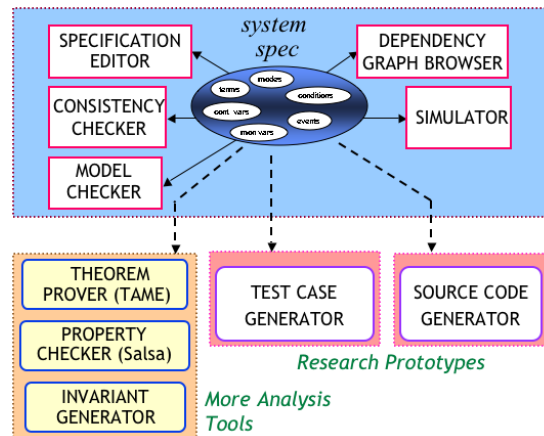 system
spec
SPECIFICATION
EDITOR
DEPENDENCY
GRAPH BROWSER
modes
terms
conditions
CONSISTENCY
CHECKER
cont vars
events
mon vars
SIMULATOR
MODEL
CHECKER
THEOREM
PROVER (TAME)
TEST CASE
GENERATOR
SOURCE CODE
GENERATOR
PROPERTY
CHECKER (Salsa)
Research Prototypes
INVARIANT
GENERATOR
More Analysis
Tools